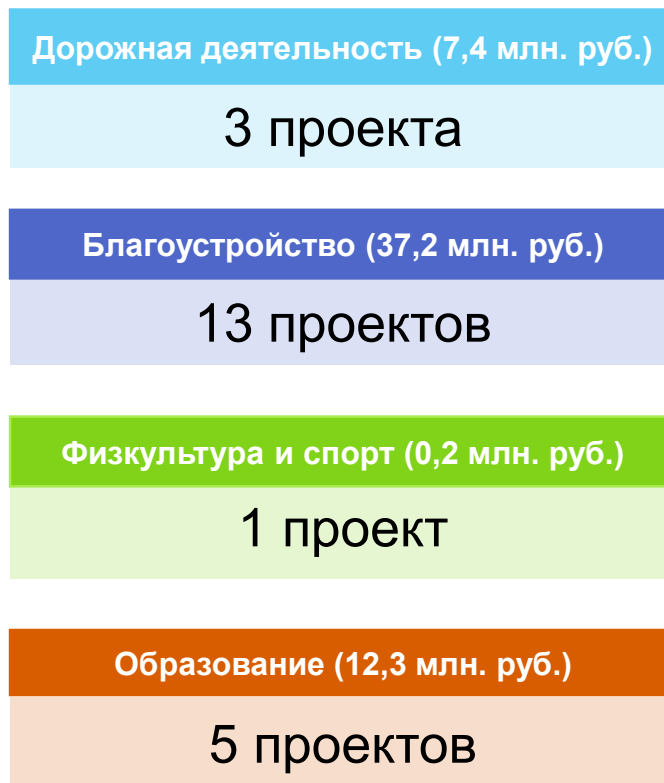 Дорожная деятельность (7,4 млн. руб.)
3 проекта
Благоустройство (37,2 млн. руб.)
13 проектов
Физкультура и спорт (0,2 млн. руб.)
1 проект
Образование (12,3 млн. руб.)
5 проектов